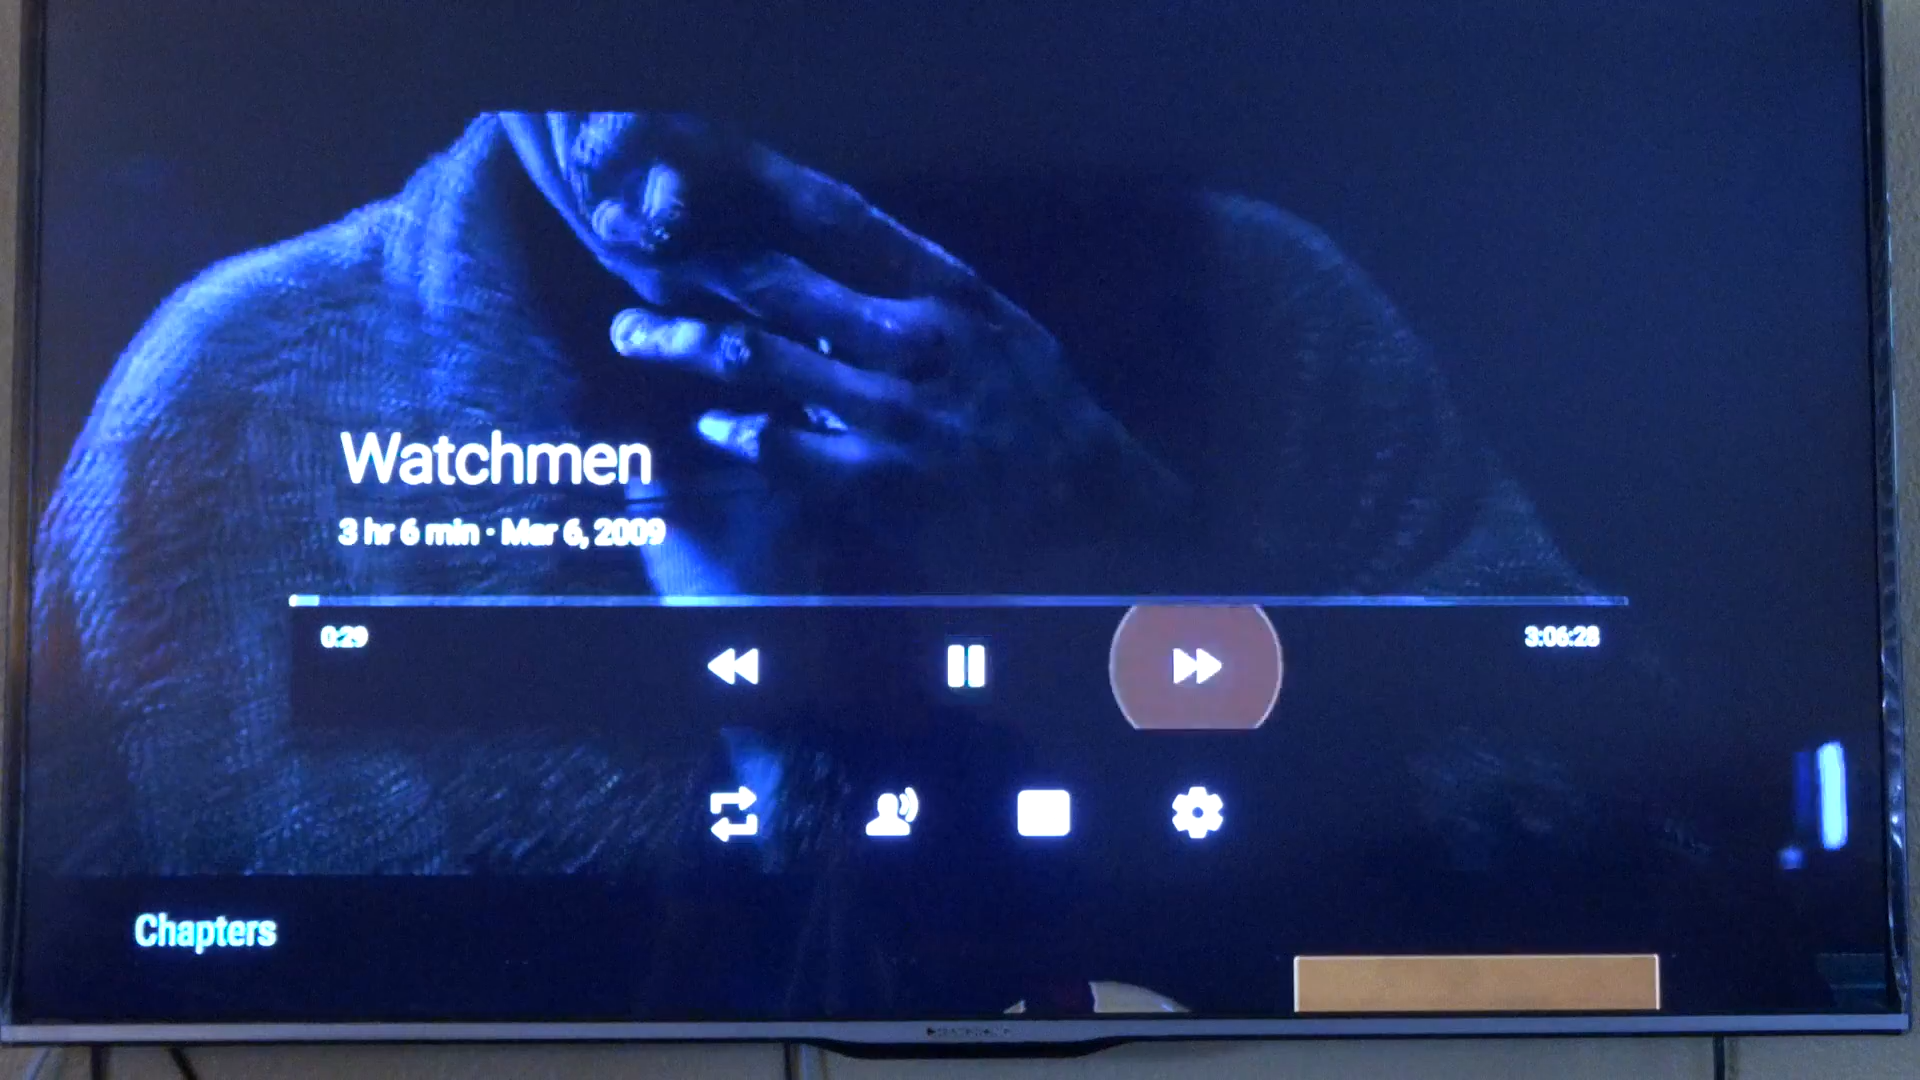 Watchmen
3 hr 6 min · Mar 6, 2009
0:29
3:06:28
Chapters